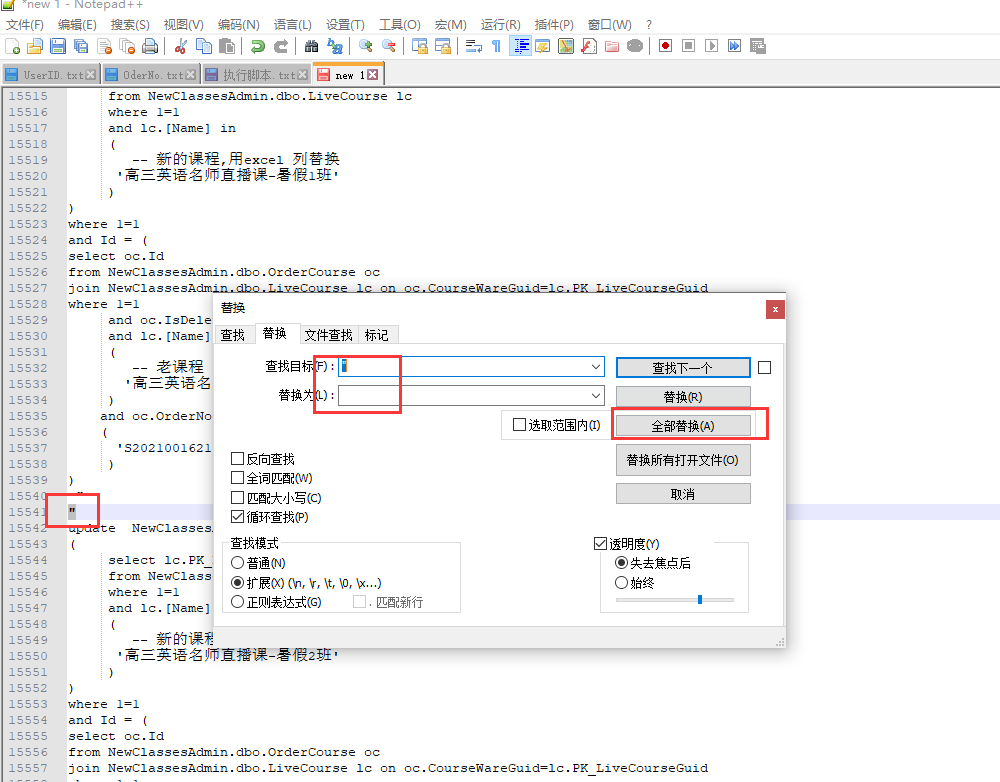 *new 1 - Notepad++
文件(F) 编辑(E) 搜索(S) 视图(V) 编码(N) 语言(L) 设置(T) 工具(O) 宏(M) 运行(R) 插件(P) 窗口(W) ?
UserID.txt OderNo.txt 执行脚本.txt new 1
15515 from NewClassesAdmin.dbo.LiveCourse lc
15516 where 1=1
15517 and lc.[Name] in
15518 (
15519 -- 新的课程,用excel 列替换
15520 '高三英语名师直播课-暑假1班'
15521 )
15522 )
15523 where 1=1
15524 and Id = (
15525 select oc.Id
15526 from NewClassesAdmin.dbo.OrderCourse oc
15527 join NewClassesAdmin.dbo.LiveCourse lc on oc.CourseWareGuid=lc.PK_LiveCourseGuid
15528 where 1=1
15529 and oc.IsDele
15530 and lc.[Name]
15531 (
15532 -- 老课程
15533 '高三英语名
15534 )
15535 and oc.OrderNo
15536 (
15537 'S2021001621
15538 )
15539 )
15540
15541 "
15542 update NewClasses
15543 (
15544 select lc.PK_
15545 from NewClasses
15546 where 1=1
15547 and lc.[Name]
15548 (
15549 -- 新的课程
15550 '高三英语名师直播课-暑假2班'
15551 )
15552 )
15553 where 1=1
15554 and Id = (
15555 select oc.Id
15556 from NewClassesAdmin.dbo.OrderCourse oc
15557 join NewClassesAdmin.dbo.LiveCourse lc on oc.CourseWareGuid=lc.PK_LiveCourseGuid
替换
x
查找 替换 文件查找 标记
查找目标(F) : "
查找下一个
替换为(L) :
替换(R)
选取范围内(I)
全部替换(A)
替换所有打开文件(O)
取消
反向查找
全词匹配(W)
匹配大小写(C)
循环查找(P)
查找模式
普通(N)
扩展(X) (\n, \r, \t, \0, \x...)
正则表达式(G) . 匹配新行
透明度(Y)
失去焦点后
始终